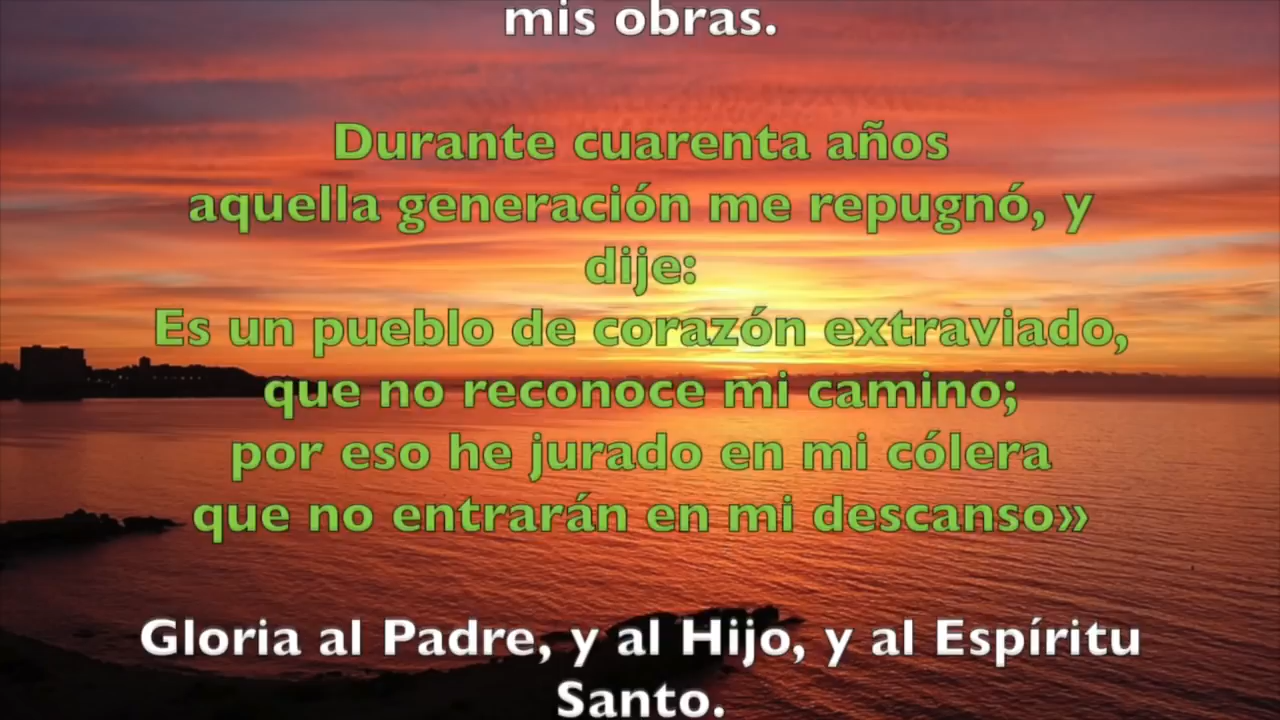 mis obras.
Durante cuarenta años
aquella generación me repugnó, y
dije:
Es un pueblo de corazón extraviado,
que no reconoce mi camino;
por eso he jurado en mi cólera
que no entrarán en mi descanso»
Gloria al Padre, y al Hijo, y al Espíritu
Santo.